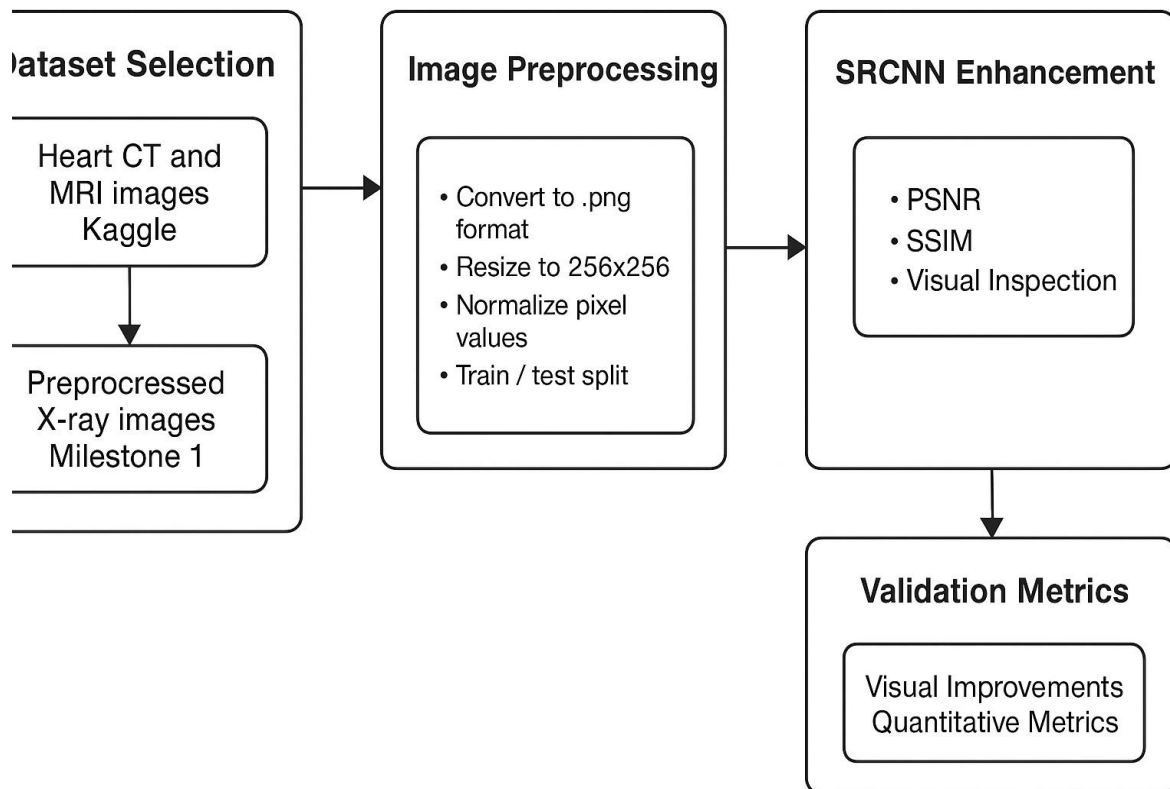 Dataset Selection
Heart CT and
MRI images
Kaggle
Preprocressed
X-ray images
Milestone 1
Image Preprocessing
• Convert to .png
format
• Resize to 256x256
• Normalize pixel
values
• Train / test split
SRCNN Enhancement
• PSNR
• SSIM
• Visual Inspection
Validation Metrics
Visual Improvements
Quantitative Metrics